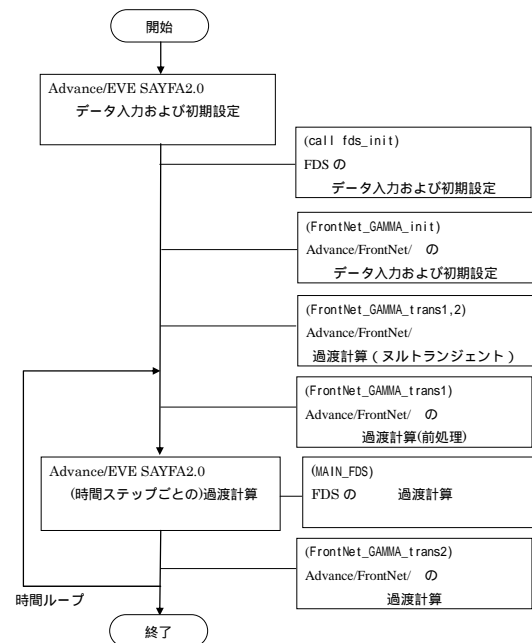 開始
Advance/EVE SAYFA2.0
データ入力および初期設定
(call fds_init)
FDS の
データ入力および初期設定
(FrontNet_GAMMA_init)
Advance/FrontNet/ の
データ入力および初期設定
(FrontNet_GAMMA_trans1,2)
Advance/FrontNet/
過渡計算 ( ヌルトランジェント )
(FrontNet_GAMMA_trans1)
Advance/FrontNet/ の
過渡計算(前処理)
Advance/EVE SAYFA2.0
(時間ステップごとの)過渡計算
(MAIN_FDS)
FDS の 過渡計算
(FrontNet_GAMMA_trans2)
Advance/FrontNet/ の
過渡計算
時間ループ
終了